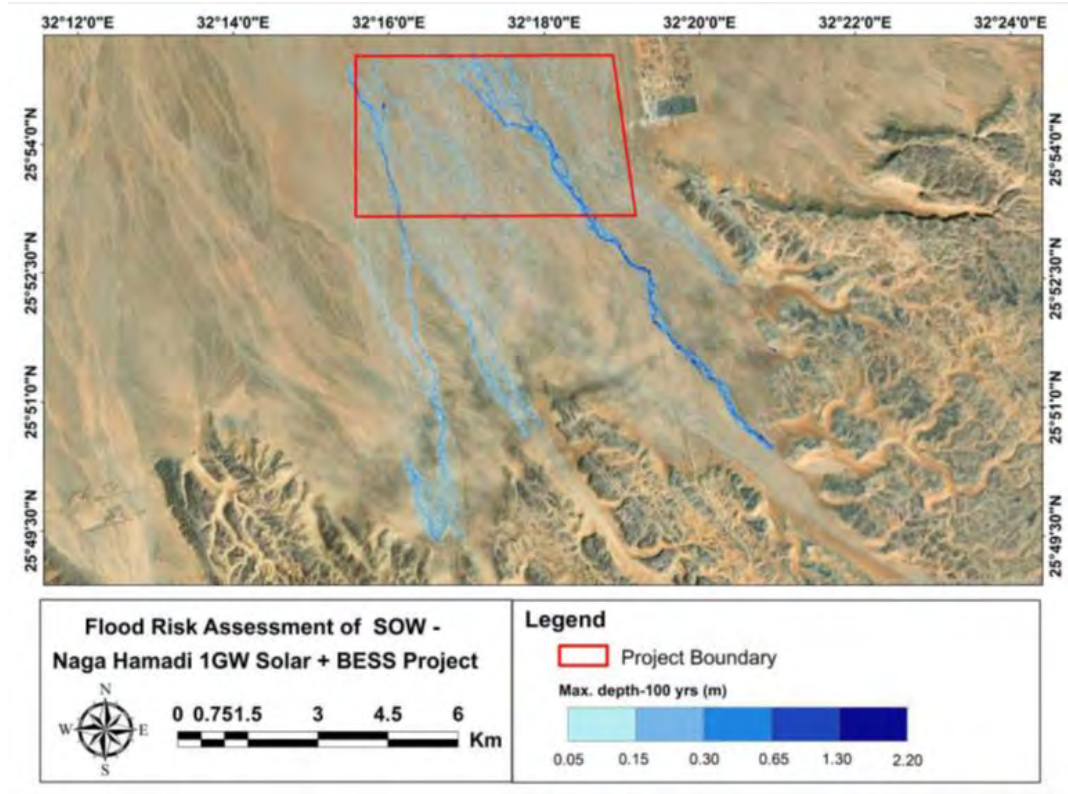 32°12'0"E 32°14'0"E 32°16'0"E 32°18'0"E 32°20'0"E 32°22'0"E 32°24'0"E
25°54'0"N
25°52'30"N
25°51'0"N
25°49'30"N
25°54'0"N
25°52'30"N
25°51'0"N
25°49'30"N
Flood Risk Assessment of SOW -
Naga Hamadi 1GW Solar + BESS Project
N
W E
S
0 0.75 1.5 3 4.5 6
Km
Legend
Project Boundary
Max. depth-100 yrs (m)
0.05 0.15 0.30 0.65 1.30 2.20